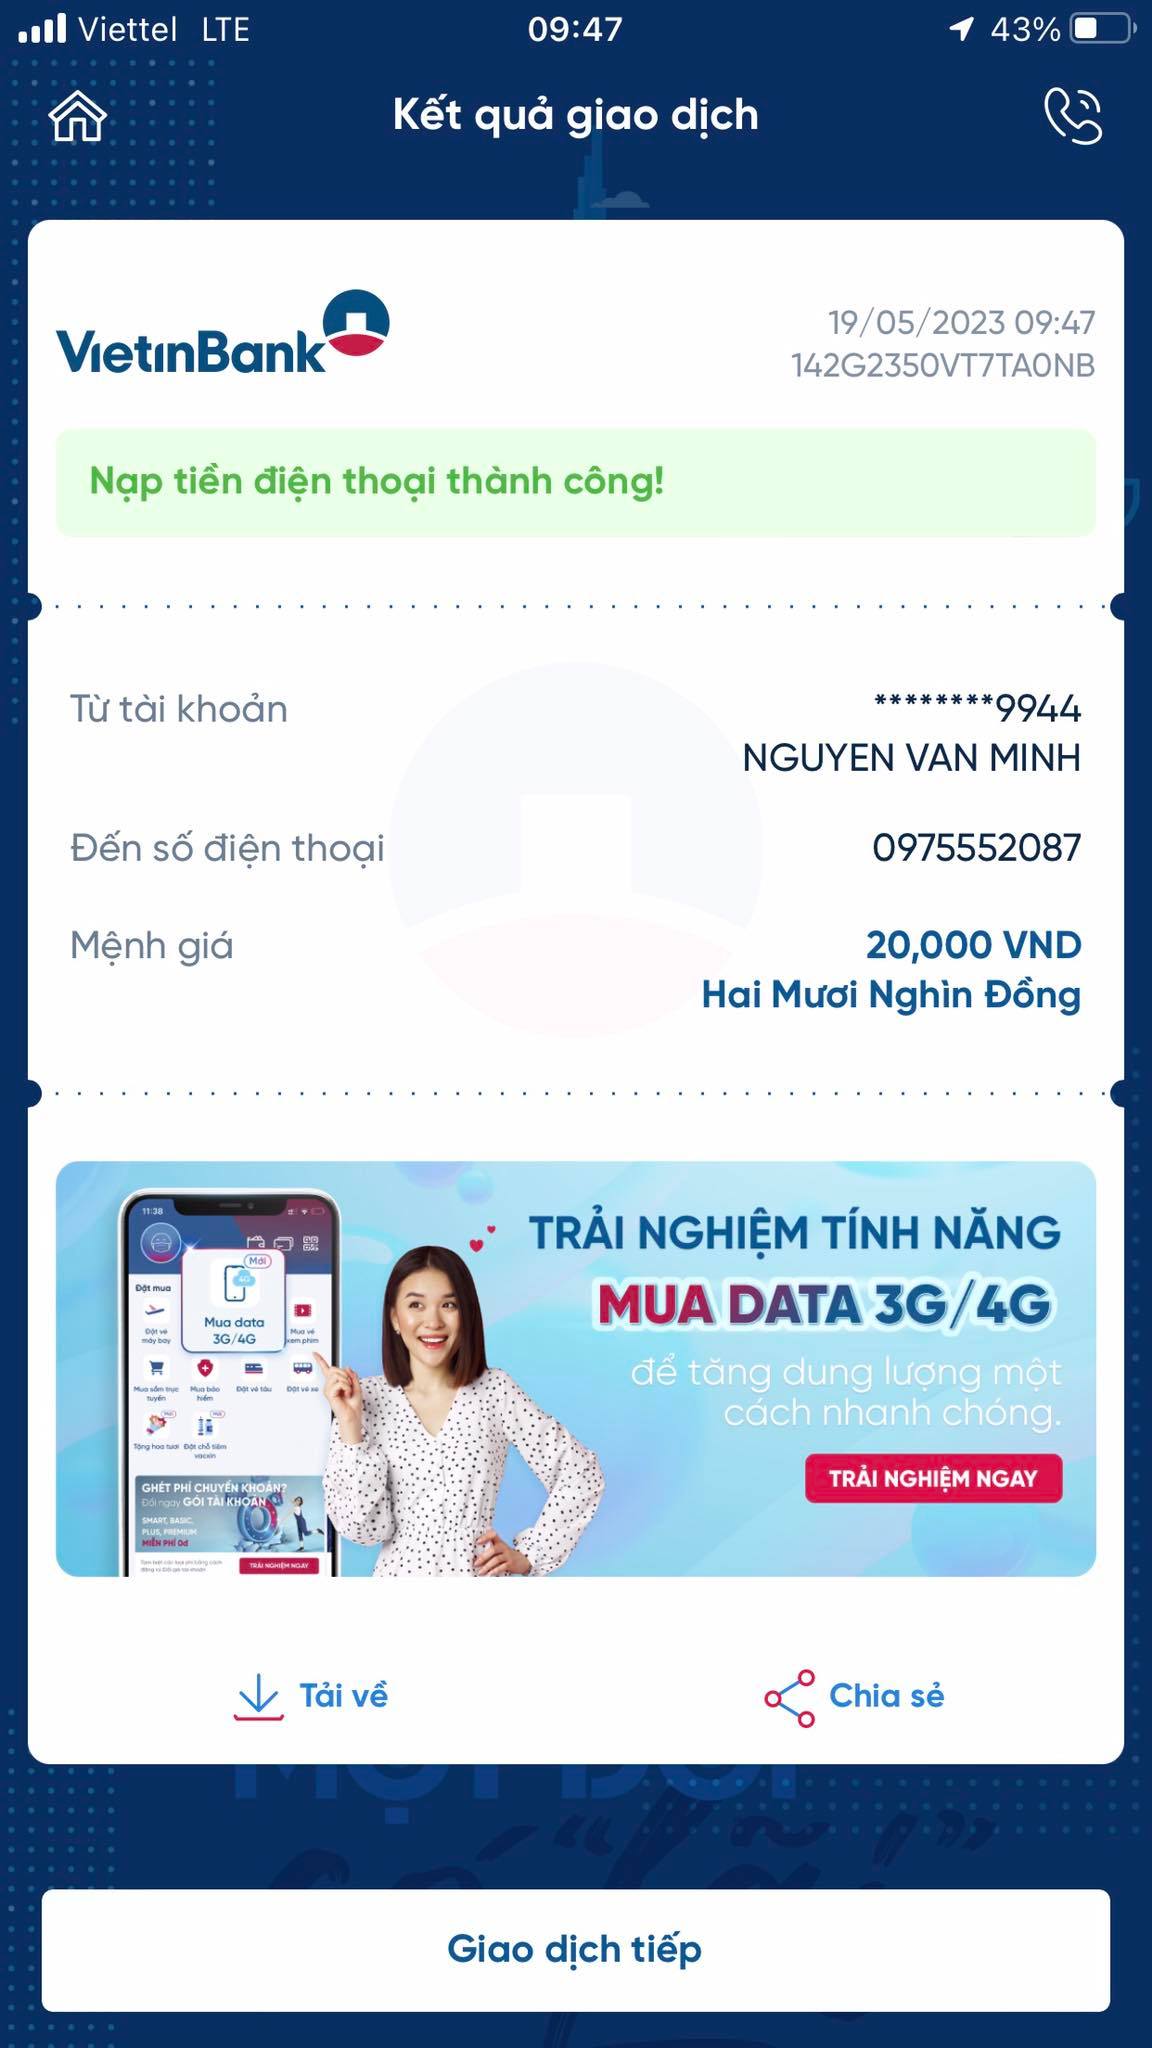 Viettel LTE 09:47 43%
Kết quả giao dịch
VietinBank
19/05/2023 09:47
142G2350VT7TA0NB
Nạp tiền điện thoại thành công!
Từ tài khoản ********9944
NGUYEN VAN MINH
Đến số điện thoại 0975552087
Mệnh giá 20,000 VND
Hai Mươi Nghìn Đồng
TRẢI NGHIỆM TÍNH NĂNG
MUA DATA 3G/4G
để tăng dung lượng một
cách nhanh chóng.
TRẢI NGHIỆM NGAY
11:38
Đặt mua
Mới
4G
Mua data
3G/4G
Đặt vé
máy bay
Mua vé
xem phim
Mua sắm trực
tuyến
Mua bảo
hiểm
Đặt vé tàu
Đặt vé xe
Mới
Mới
Tặng hoa tươi
Đặt chỗ tiêm
vacxin
GHÉT PHÍ CHUYỂN KHOẢN?
Đổi ngay GÓI TÀI KHOẢN
SMART, BASIC,
PLUS, PREMIUM
MIỄN PHÍ 0đ
TRẢI NGHIỆM NGAY
Tải về
Chia sẻ
MỘT ĐỜI
Giao dịch tiếp